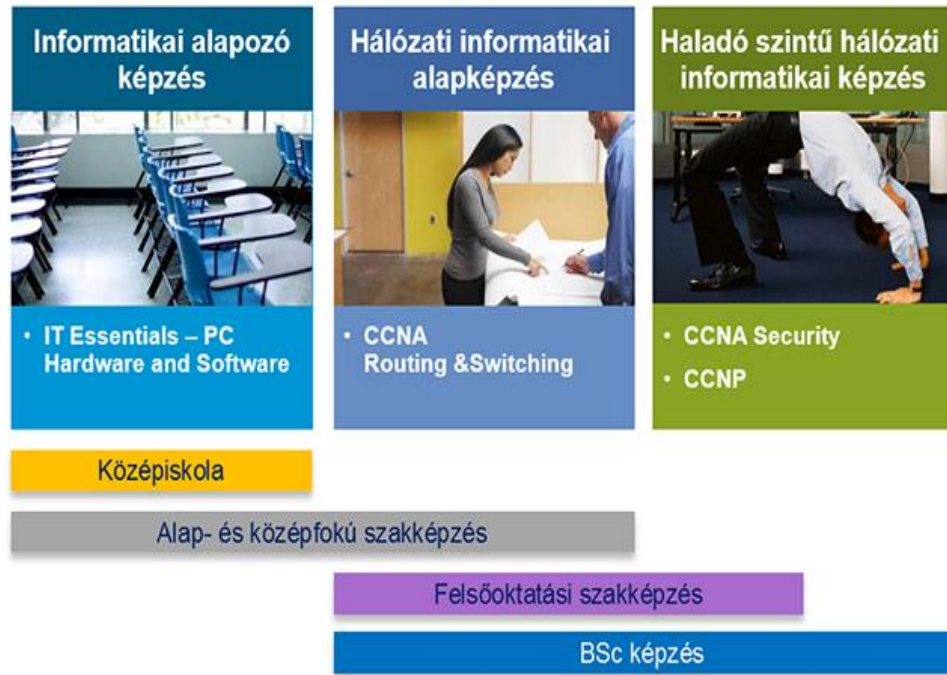 Informatikai alapozó
képzés
Hálózati informatikai
alapképzés
Haladó szintű hálózati
informatikai képzés
• IT Essentials – PC
Hardware and Software
• CCNA
Routing &Switching
• CCNA Security
• CCNP
Középiskola
Alap- és középfokú szakképzés
Felsőoktatási szakképzés
BSc képzés